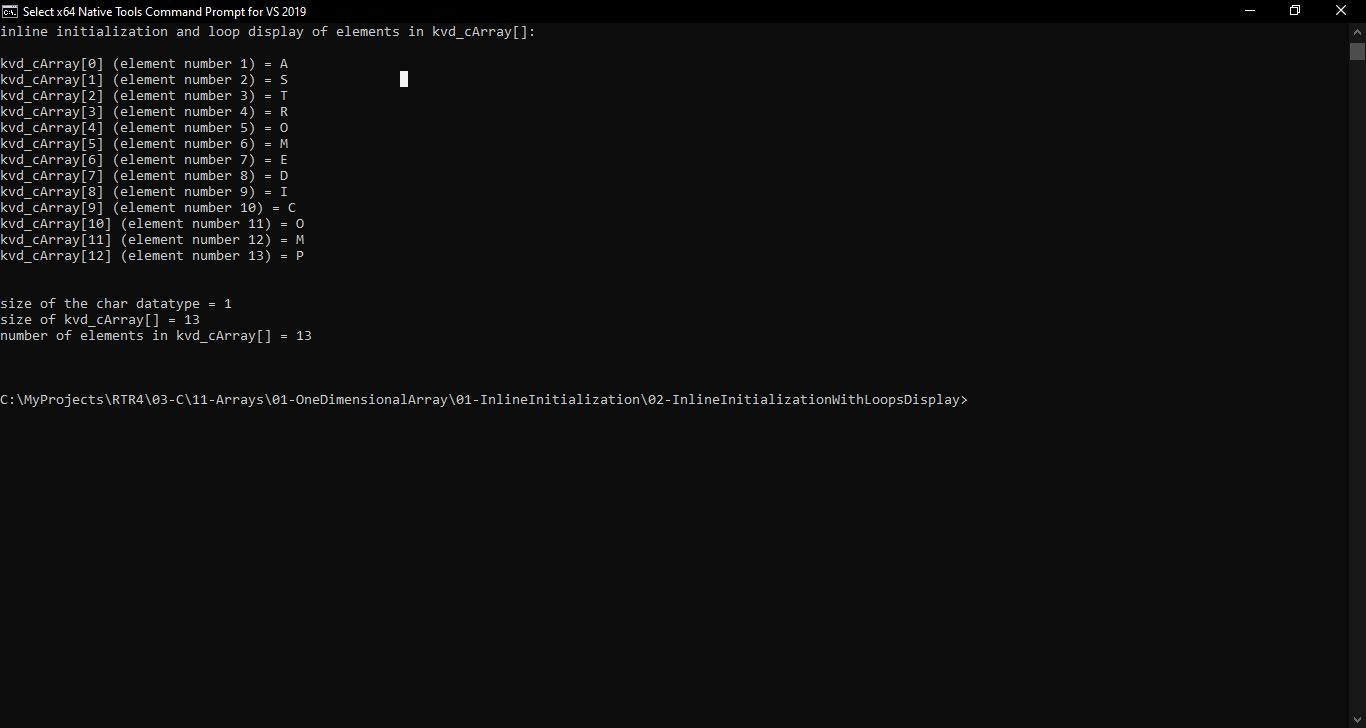 Select x64 Native Tools Command Prompt for VS 2019
inline initialization and loop display of elements in kvd_cArray[]:
kvd_cArray[0] (element number 1) = A
kvd_cArray[1] (element number 2) = S
kvd_cArray[2] (element number 3) = T
kvd_cArray[3] (element number 4) = R
kvd_cArray[4] (element number 5) = O
kvd_cArray[5] (element number 6) = M
kvd_cArray[6] (element number 7) = E
kvd_cArray[7] (element number 8) = D
kvd_cArray[8] (element number 9) = I
kvd_cArray[9] (element number 10) = C
kvd_cArray[10] (element number 11) = O
kvd_cArray[11] (element number 12) = M
kvd_cArray[12] (element number 13) = P
size of the char datatype = 1
size of kvd_cArray[] = 13
number of elements in kvd_cArray[] = 13
C:\MyProjects\RTR4\03-C\11-Arrays\01-OneDimensionalArray\01-InlineInitialization\02-InlineInitializationWithLoopsDisplay>